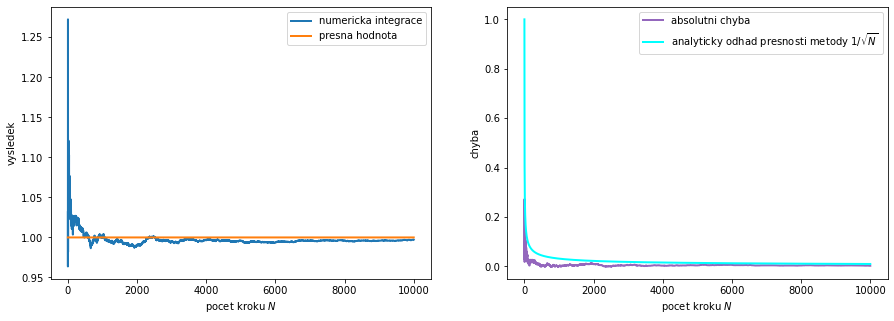 numericka integrace
presna hodnota
vysledek
1.25
1.20
1.15
1.10
1.05
1.00
0.95
0 2000 4000 6000 8000 10000
pocet kroku N
absolutni chyba
analyticky odhad presnosti metody 1/√N
chyba
1.0
0.8
0.6
0.4
0.2
0.0
0 2000 4000 6000 8000 10000
pocet kroku N